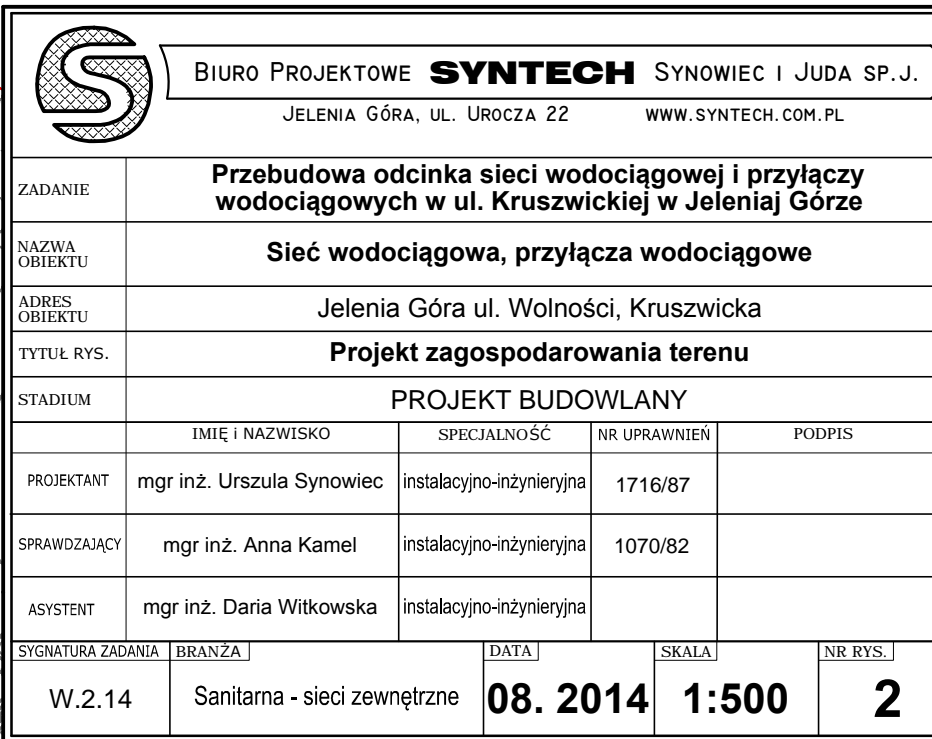 BIURO PROJEKTOWE SYNTECH SYNOWIEC I JUDA SP.J.
JELENIA GÓRA, UL. UROCZA 22 WWW.SYNTECH.COM.PL
ZADANIE
Przebudowa odcinka sieci wodociągowej i przyłączy
wodociągowych w ul. Kruszwickiej w Jeleniaj Górze
NAZWA
OBIEKTU
Sieć wodociągowa, przyłącza wodociągowe
ADRES
OBIEKTU
Jelenia Góra ul. Wolności, Kruszwicka
TYTUŁ RYS.
Projekt zagospodarowania terenu
STADIUM
PROJEKT BUDOWLANY
IMIĘ i NAZWISKO SPECJALNOŚĆ NR UPRAWNIEŃ PODPIS
PROJEKTANT mgr inż. Urszula Synowiec instalacyjno-inżynieryjna 1716/87
SPRAWDZAJĄCY mgr inż. Anna Kamel instalacyjno-inżynieryjna 1070/82
ASYSTENT mgr inż. Daria Witkowska instalacyjno-inżynieryjna
SYGNATURA ZADANIA BRANŻA DATA SKALA NR RYS.
W.2.14 Sanitarna - sieci zewnętrzne 08. 2014 1:500 2